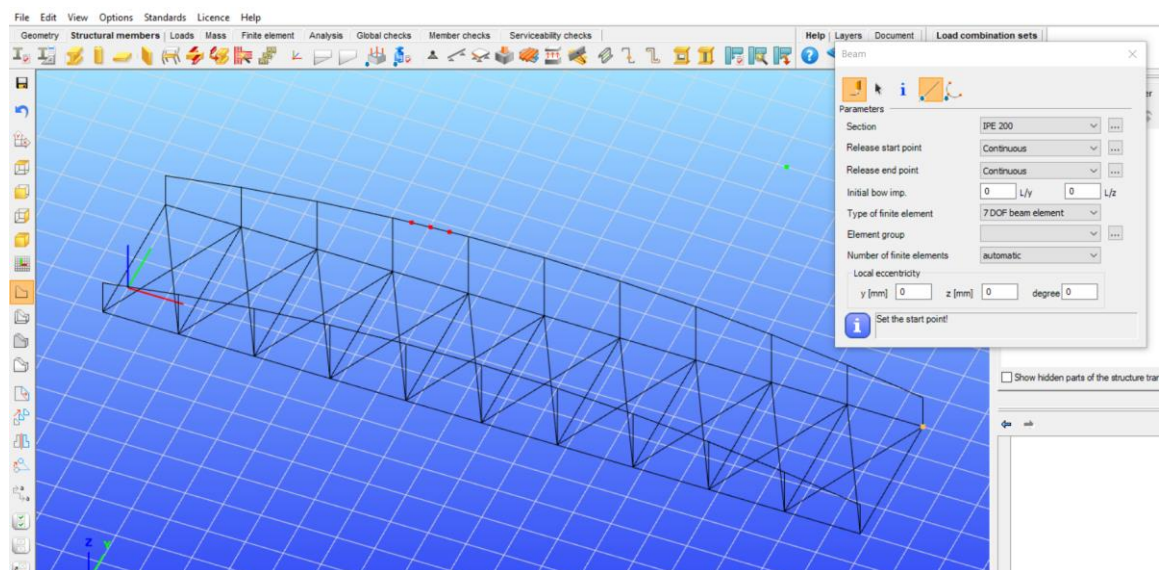 File Edit View Options Standards Licence Help
Geometry Structural members Loads Mass Finite element Analysis Global checks Member checks Serviceability checks
Help Layers Document Load combination sets
Beam
Parameters
Section IPE 200
Release start point Continuous
Release end point Continuous
Initial bow imp. 0 L/y 0 L/z
Type of finite element 7 DOF beam element
Element group
Number of finite elements automatic
Local eccentricity
y [mm] 0 z [mm] 0 degree 0
Set the start point!
Show hidden parts of the structure
z y